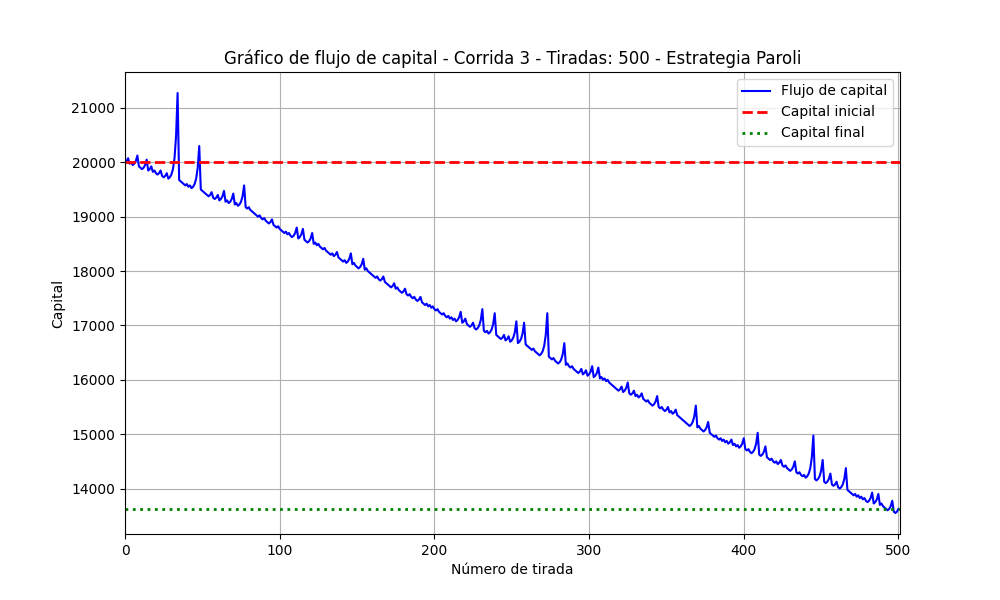 Gráfico de flujo de capital - Corrida 3 - Tiradas: 500 - Estrategia Paroli
Flujo de capital
Capital inicial
Capital final
21000
20000
19000
18000
17000
16000
15000
14000
Capital
0 100 200 300 400 500
Número de tirada